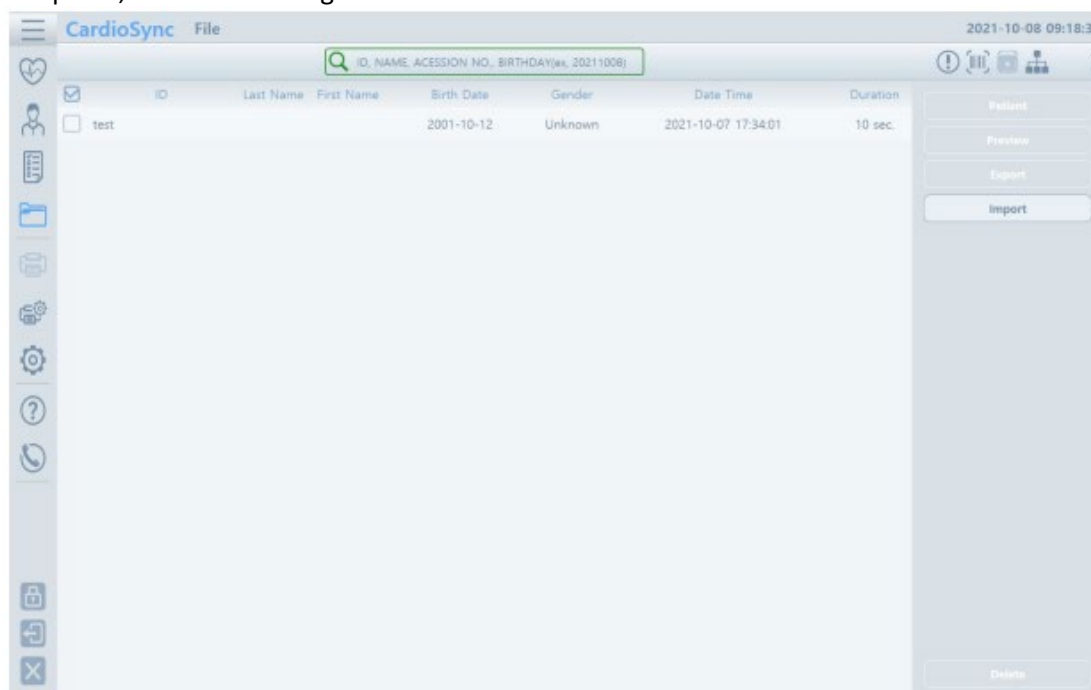 CardioSync File 2021-10-08 09:18:3
ID, NAME, ACESSION NO., BIRTHDAY(ex, 20211008)
ID Last Name First Name Birth Date Gender Date Time Duration
test 2001-10-12 Unknown 2021-10-07 17:34:01 10 sec.
Patient
Preview
Export
Import
Delete